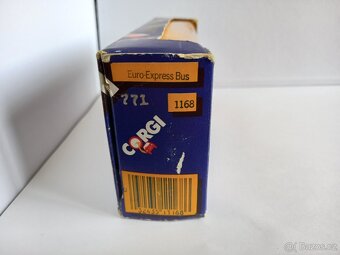 Euro-Express Bus
771
1168
CORGI
bazos.cz